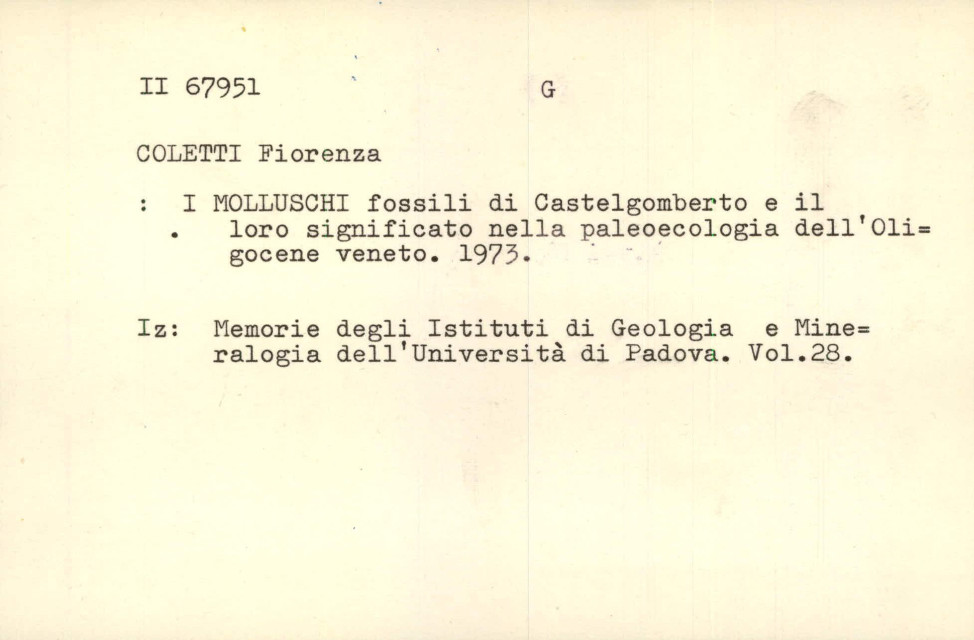 II 67951 G
COLETTI Fiorenza
: I MOLLUSCHI fossili di Castelgomberto e il
. loro significato nella paleoecologia dell'Oli=
gocene veneto. 1973.
Iz: Memorie degli Istituti di Geologia e Mine=
ralogia dell'Università di Padova. Vol.28.